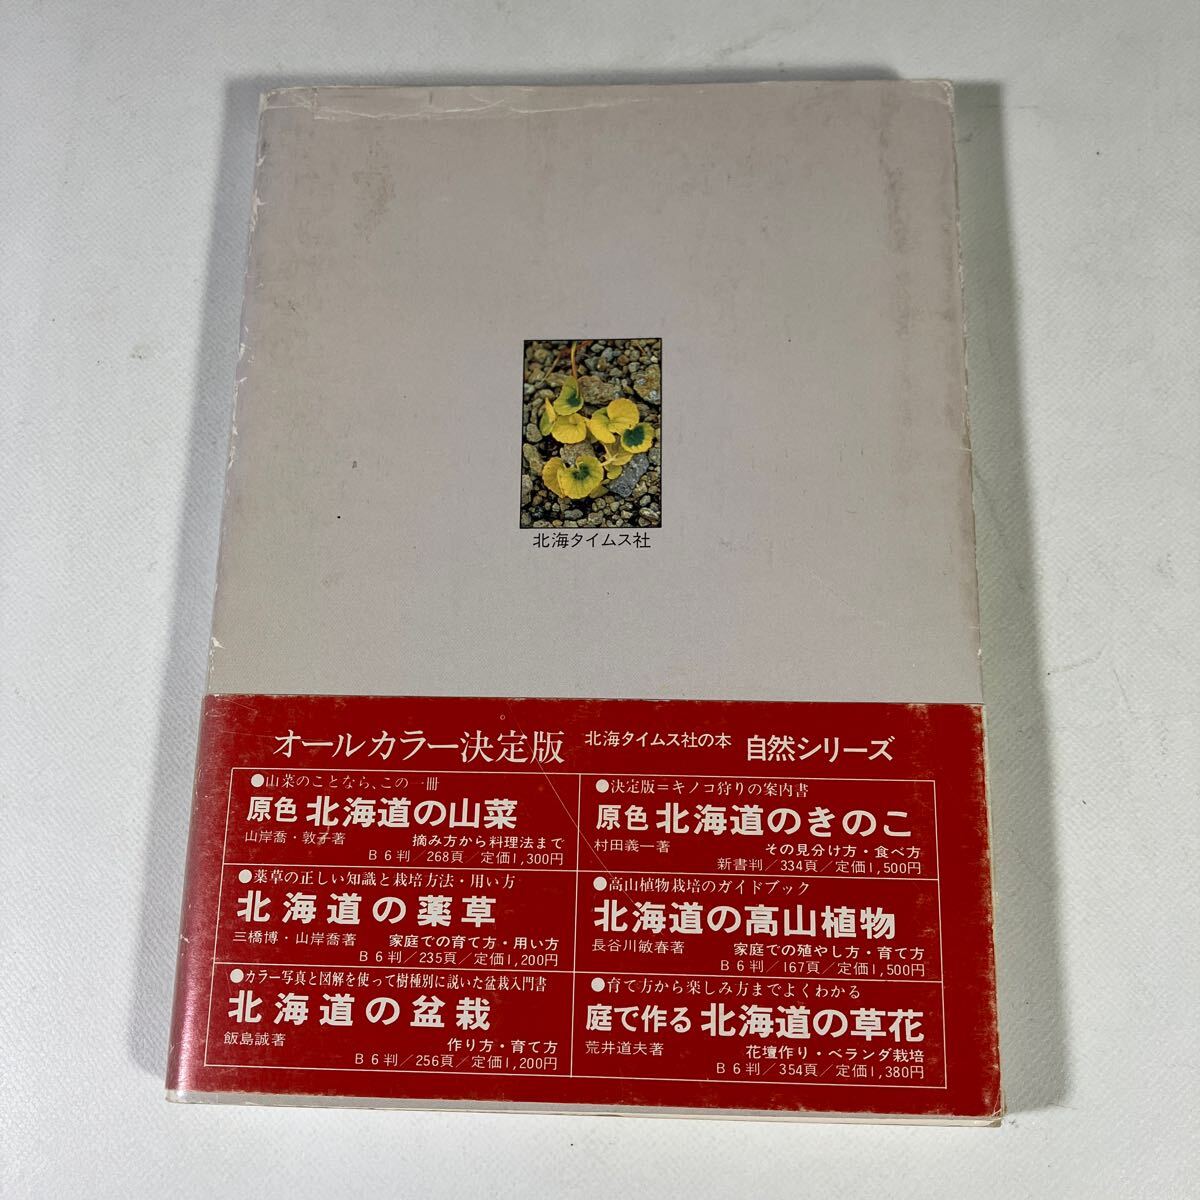 北海タイムス社
オールカラー決定版 北海タイムス社の本 自然シリーズ
●山菜のことなら、この一冊
原色 北海道の山菜
山岸喬・敦子著 摘み方から料理法まで
B6判／268頁／定価1,300円
●決定版＝キノコ狩りの案内書
原色 北海道のきのこ
村田義一著 その見分け方・食べ方
新書判／334頁／定価1,500円
●薬草の正しい知識と栽培方法・用い方
北海道の薬草
三橋博・山岸喬著 家庭での育て方・用い方
B6判／235頁／定価1,200円
●高山植物栽培のガイドブック
北海道の高山植物
長谷川敏春著 家庭での殖やし方・育て方
B6判／167頁／定価1,500円
●カラー写真と図解を使って樹種別に説いた盆栽入門書
北海道の盆栽
飯島誠著 作り方・育て方
B6判／256頁／定価1,200円
●育て方から楽しみ方までよくわかる
庭で作る 北海道の草花
荒井道夫著 花壇作り・ベランダ栽培
B6判／354頁／定価1,380円